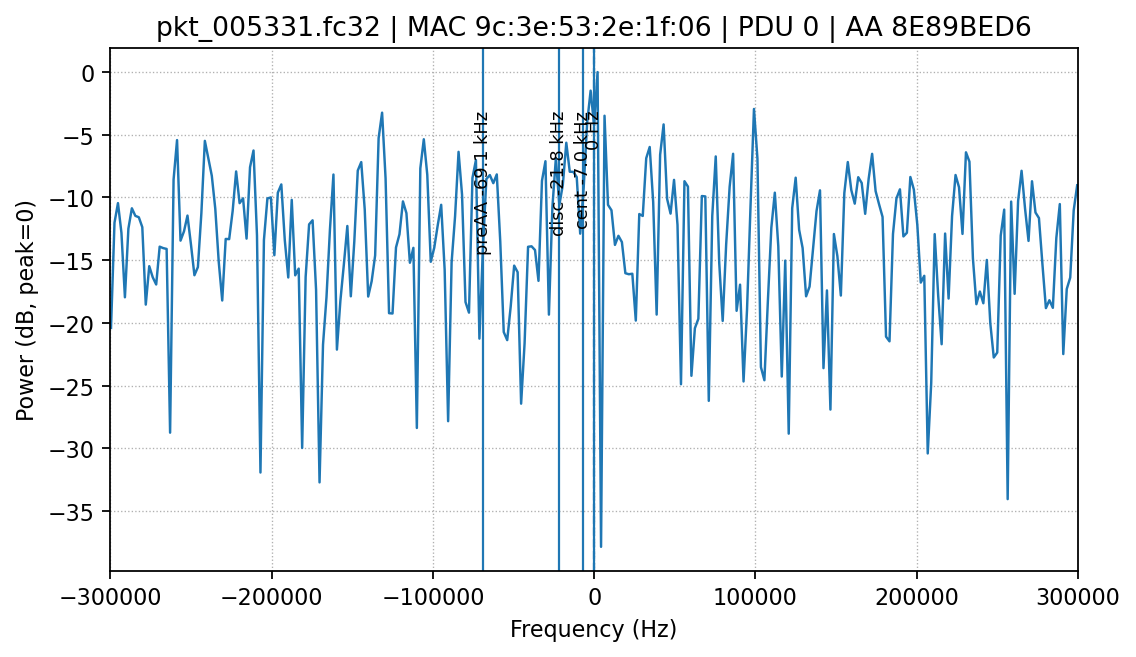 pkt_005331.fc32 | MAC 9c:3e:53:2e:1f:06 | PDU 0 | AA 8E89BED6
Power (dB, peak=0)
0
−5
−10
−15
−20
−25
−30
−35
preAA -69.1 kHz
disc -21.8 kHz
cent -7.0 kHz
0 Hz
−300000
−200000
−100000
0
100000
200000
300000
Frequency (Hz)